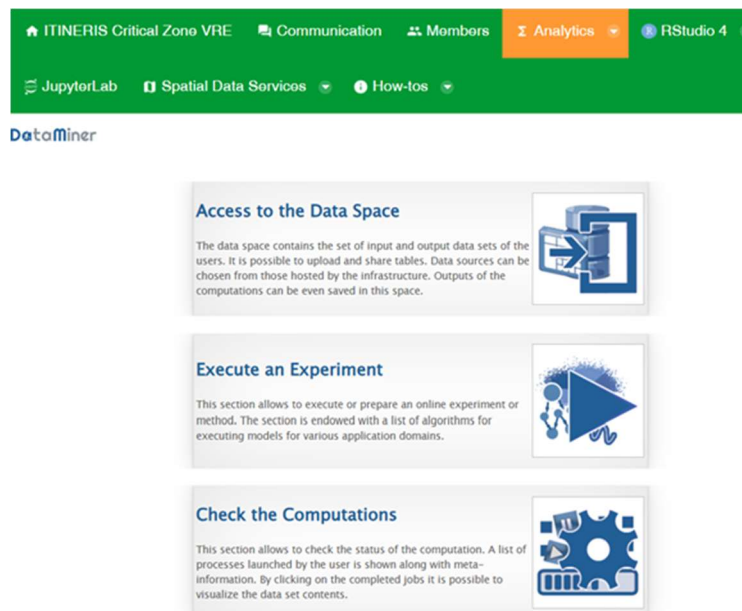 ITINERIS Critical Zone VRE Communication Members Analytics RStudio 4
JupyterLab Spatial Data Services How-tos
DataMiner
Access to the Data Space
The data space contains the set of input and output data sets of the
users. It is possible to upload and share tables. Data sources can be
chosen from those hosted by the infrastructure. Outputs of the
computations can be even saved in this space.
Execute an Experiment
This section allows to execute or prepare an online experiment or
method. The section is endowed with a list of algorithms for
executing models for various application domains.
Check the Computations
This section allows to check the status of the computation. A list of
processes launched by the user is shown along with meta-
information. By clicking on the completed jobs it is possible to
visualize the data set contents.